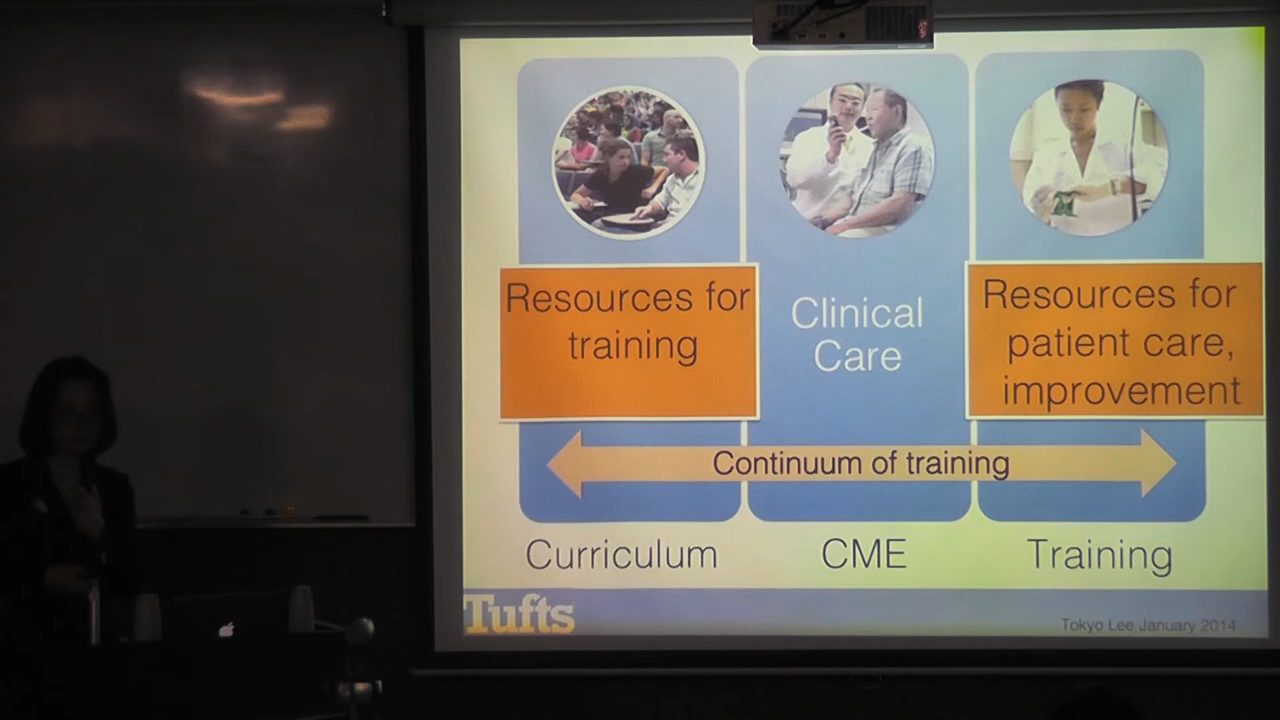 Resources for
training
Clinical
Care
Resources for
patient care,
improvement
Continuum of training
Curriculum
CME
Training
Tufts
Tokyo Lee January 2014